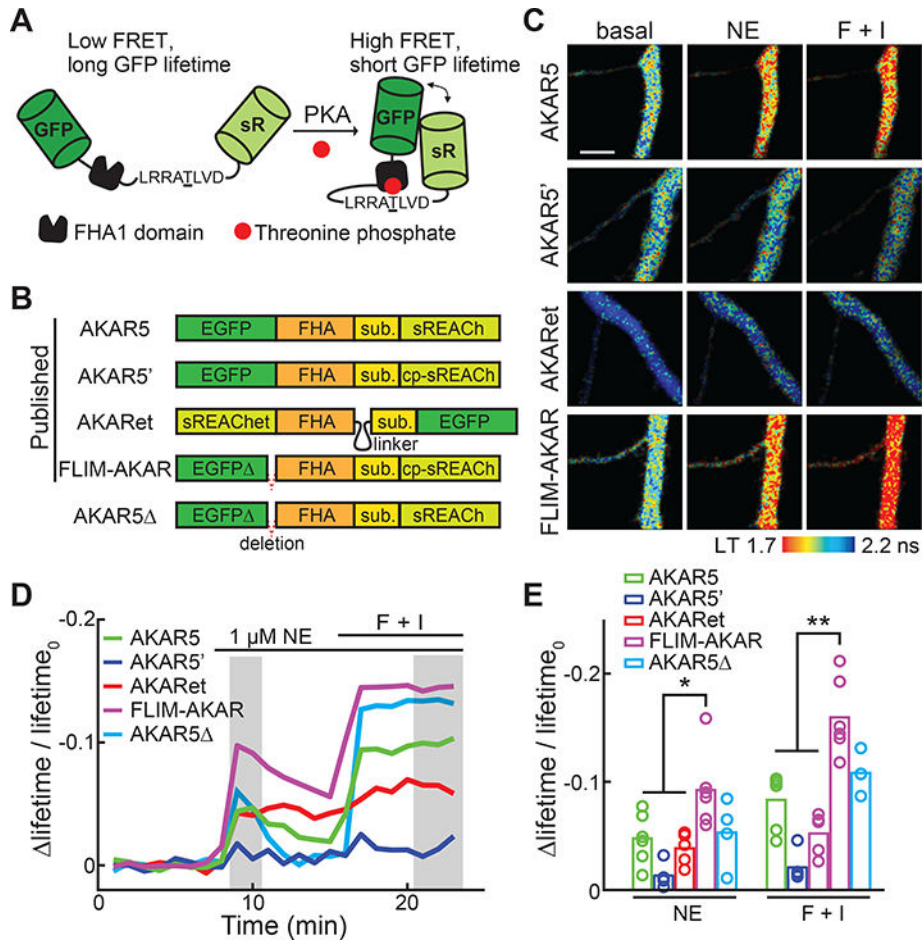 A
Low FRET,
long GFP lifetime
High FRET,
short GFP lifetime
GFP
sR
PKA
GFP
sR
LRRATLVD
LRRATLVD
FHA1 domain
Threonine phosphate
B
Published
AKAR5
EGFP
FHA
sub.
sREACh
AKAR5’
EGFP
FHA
sub.
cp-sREACh
AKARet
sREAChet
FHA
sub.
EGFP
linker
FLIM-AKAR
EGFPΔ
FHA
sub.
cp-sREACh
AKAR5Δ
EGFPΔ
FHA
sub.
sREACh
deletion
C
basal
NE
F + I
AKAR5
AKAR5’
AKARet
FLIM-AKAR
LT 1.7
2.2 ns
D
Δlifetime / lifetime0
-0.2
-0.1
0
1 µM NE
F + I
AKAR5
AKAR5’
AKARet
FLIM-AKAR
AKAR5Δ
10
20
Time (min)
E
AKAR5
AKAR5’
AKARet
FLIM-AKAR
AKAR5Δ
Δlifetime / lifetime0
-0.2
-0.1
0
*
**
NE
F + I